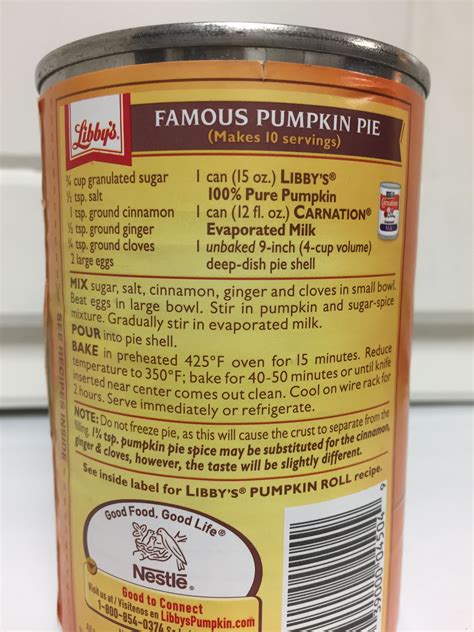 Libby's®
FAMOUS PUMPKIN PIE
(Makes 10 servings)
¾ cup granulated sugar
½ tsp. salt
1 tsp. ground cinnamon
½ tsp. ground ginger
¼ tsp. ground cloves
2 large eggs
1 can (15 oz.) LIBBY'S®
100% Pure Pumpkin
1 can (12 fl. oz.) CARNATION®
Evaporated Milk
1 unbaked 9-inch (4-cup volume)
deep-dish pie shell
Carnation
MIX sugar, salt, cinnamon, ginger and cloves in small bowl.
Beat eggs in large bowl. Stir in pumpkin and sugar-spice
mixture. Gradually stir in evaporated milk.
POUR into pie shell.
BAKE in preheated 425°F oven for 15 minutes. Reduce
temperature to 350°F; bake for 40-50 minutes or until knife
inserted near center comes out clean. Cool on wire rack for
2 hours. Serve immediately or refrigerate.
NOTE: Do not freeze pie, as this will cause the crust to separate from the
filling. 1¾ tsp. pumpkin pie spice may be substituted for the cinnamon,
ginger & cloves, however, the taste will be slightly different.
See inside label for LIBBY'S® PUMPKIN ROLL recipe.
SEE RECIPES INSIDE
Good Food, Good Life®
Nestlé®
Good to Connect
Visit us at / Visítenos en LibbysPumpkin.com
1-800-854-0374